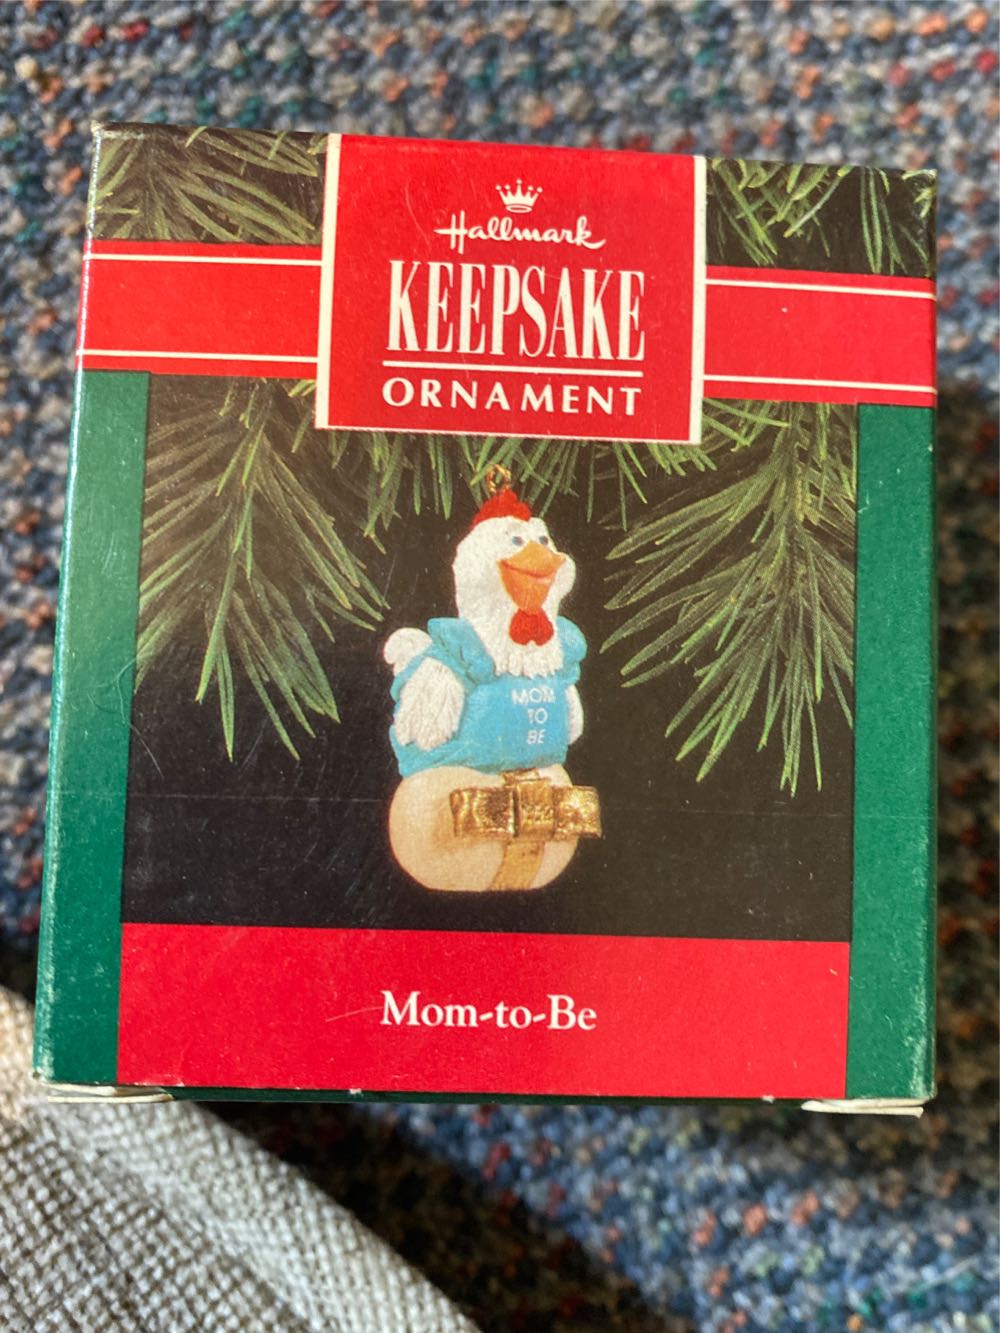 Hallmark
KEEPSAKE
ORNAMENT
MOM
TO
BE
Mom-to-Be